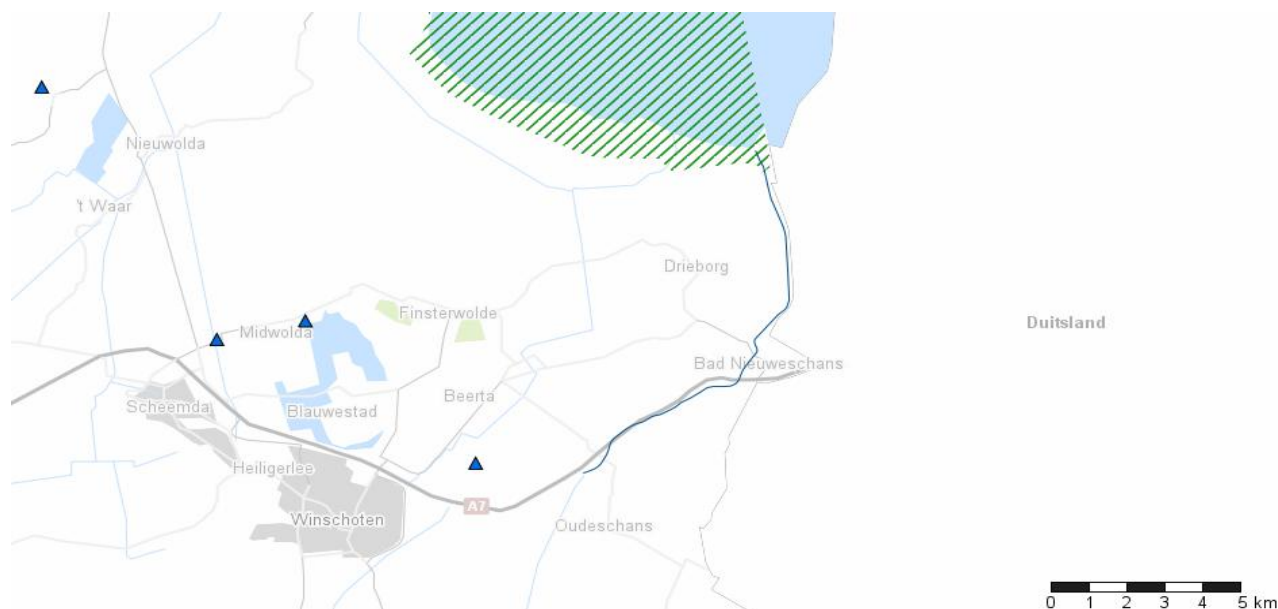 Nieuwolda
't Waar
Drieborg
Finsterwolde
Midwolda
Duitsland
Bad Nieuweschans
Beerta
Scheemda
Blauwestad
Heiligerlee
A7
Winschoten
Oudeschans
0 1 2 3 4 5 km